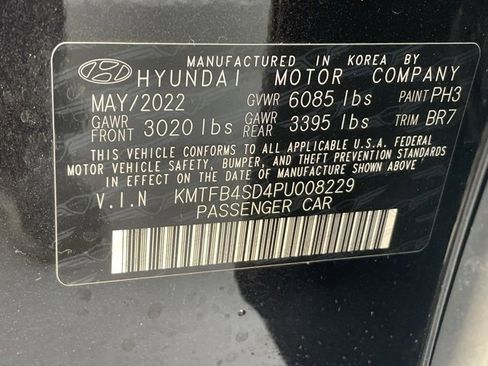 MANUFACTURED IN KOREA BY
HYUNDAI MOTOR COMPANY
MAY/2022 GVWR 6085 lbs PAINT PH3
GAWR FRONT 3020 lbs GAWR REAR 3395 lbs TRIM BR7
THIS VEHICLE CONFORMS TO ALL APPLICABLE U.S.A. FEDERAL
MOTOR VEHICLE SAFETY, BUMPER, AND THEFT PREVENTION
STANDARDS IN EFFECT ON THE DATE OF MANUFACTURE SHOWN ABOVE.
V.I.N KMTFB4SD4PU008229
PASSENGER CAR